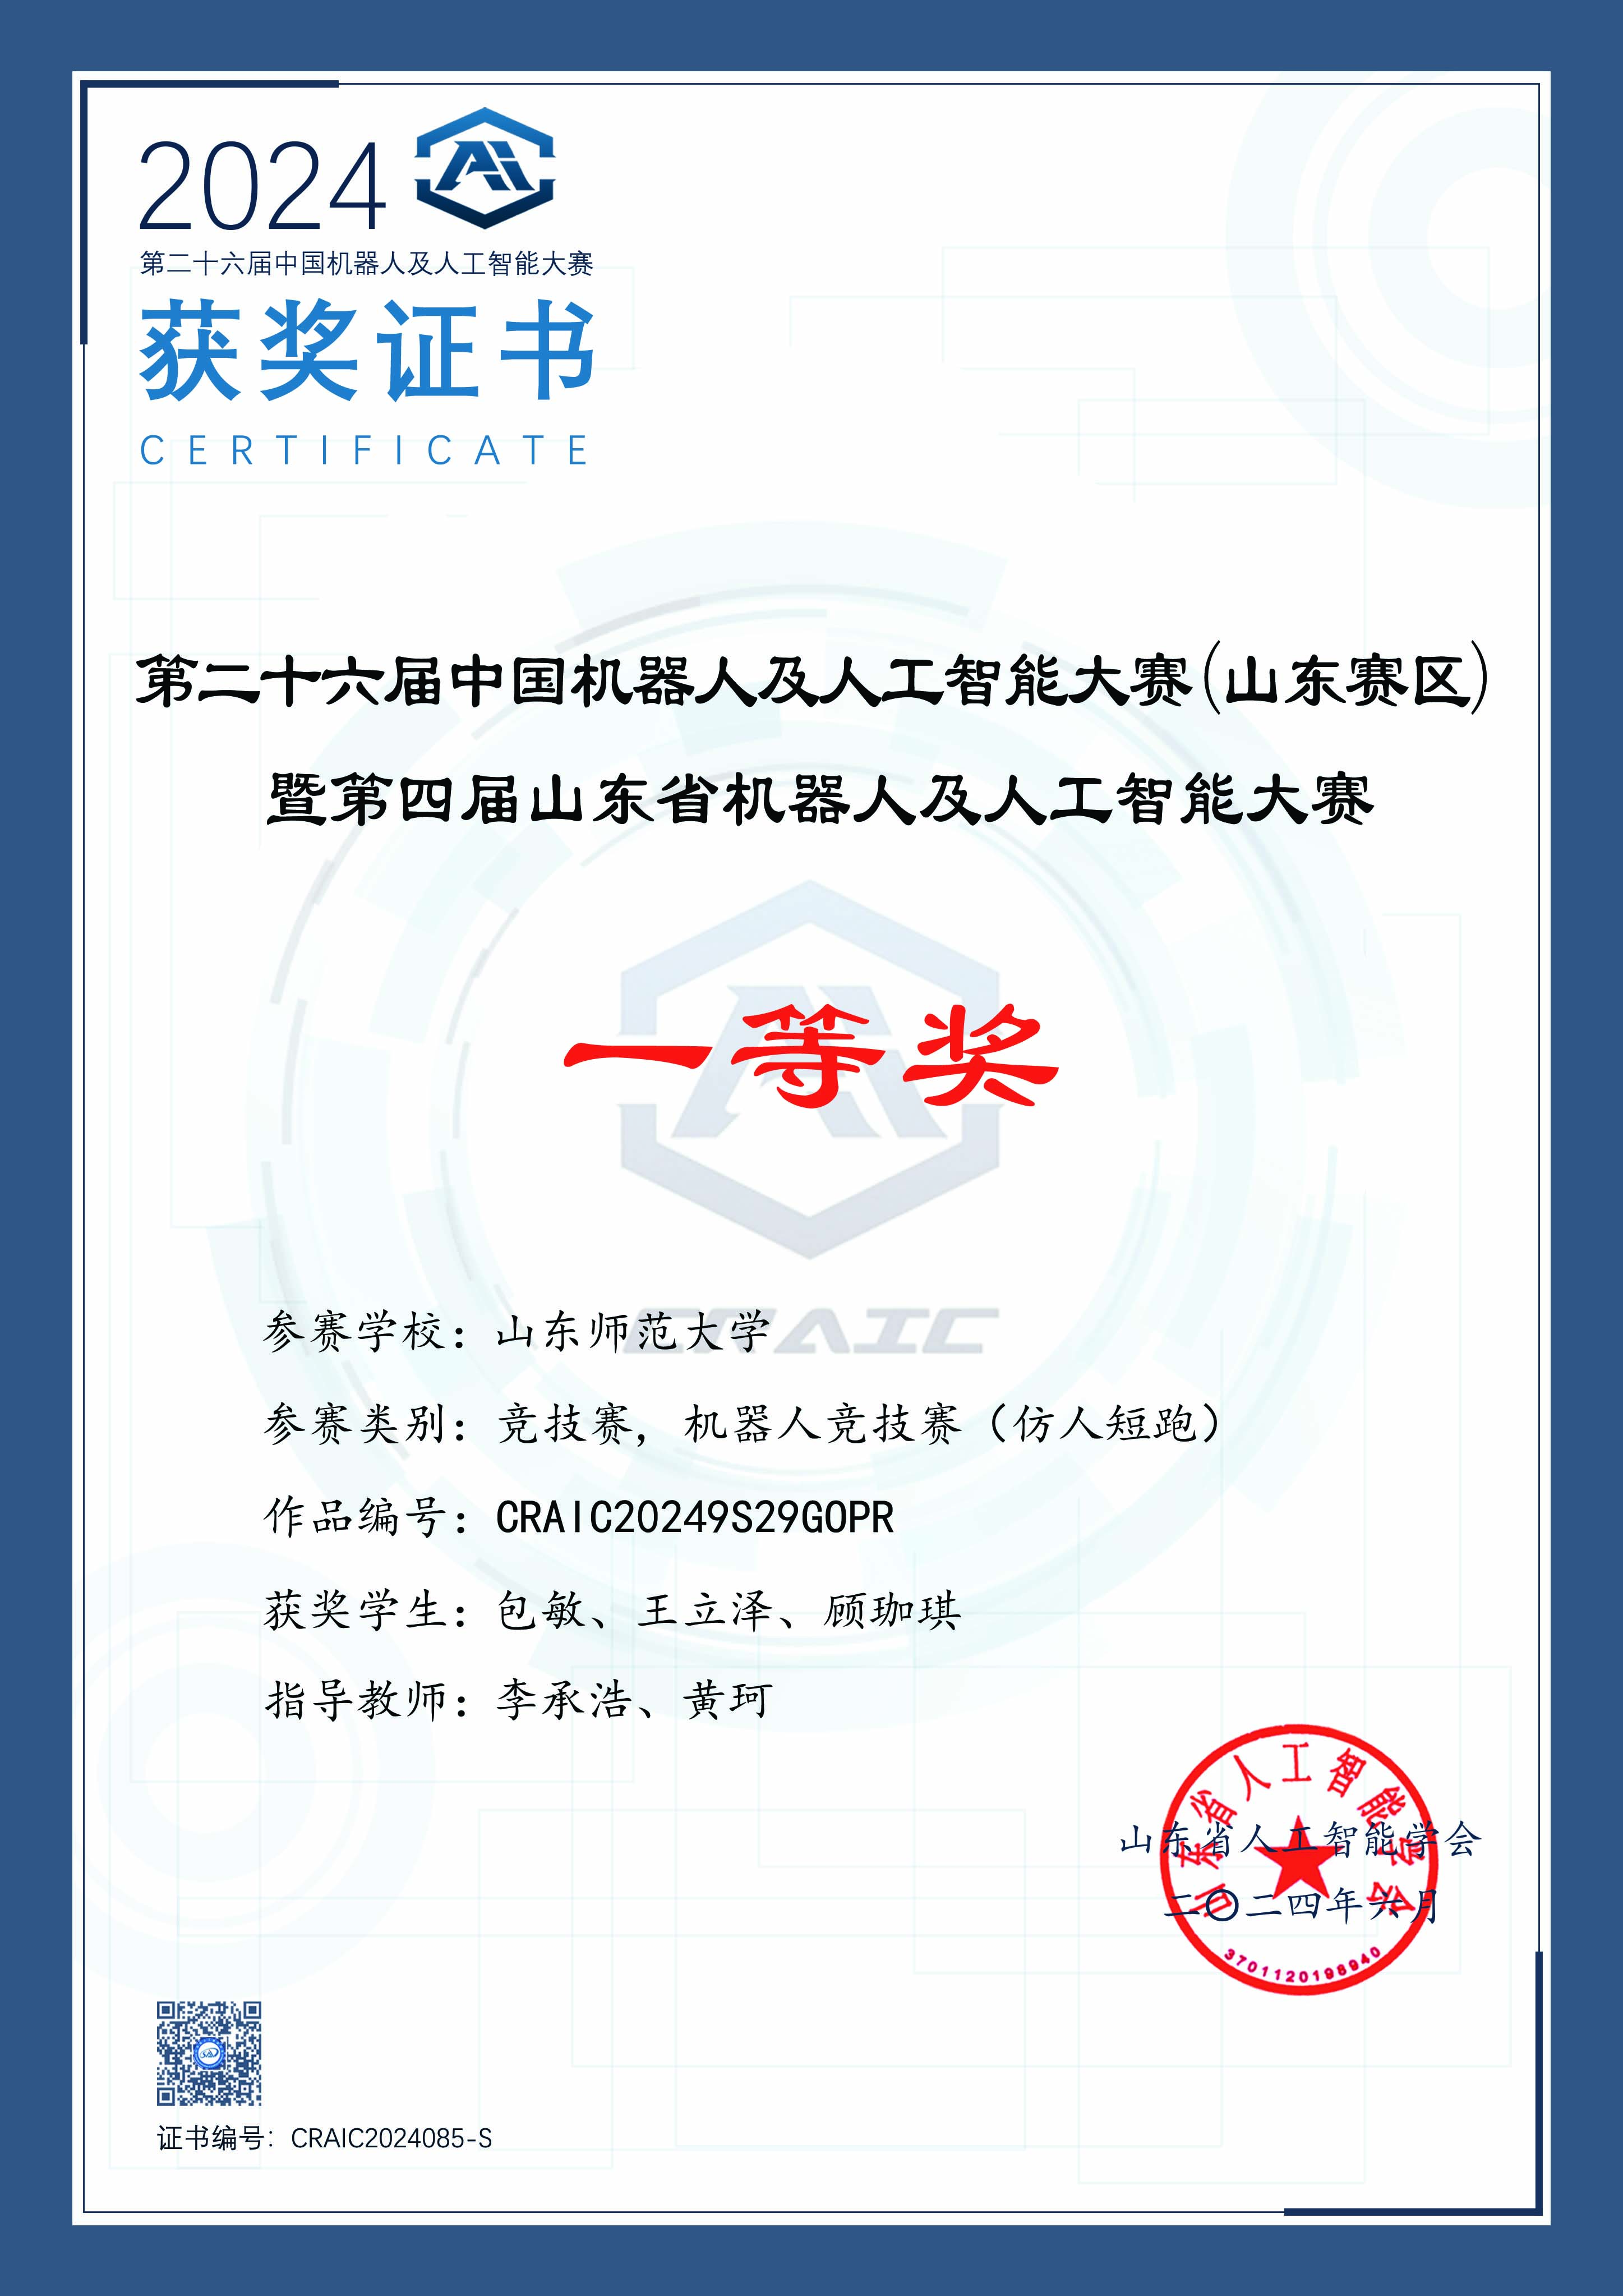 2024 Ai
第二十六届中国机器人及人工智能大赛
获奖证书
CERTIFICATE
第二十六届中国机器人及人工智能大赛(山东赛区)
暨第四届山东省机器人及人工智能大赛
一等奖
CRAIC
参赛学校：山东师范大学
参赛类别：竞技赛，机器人竞技赛（仿人短跑）
作品编号：CRAIC20249S29GOPR
获奖学生：包敏、王立泽、顾珈琪
指导教师：李承浩、黄珂
山东省人工智能学会
山东省人工智能学会
二〇二四年六月
3701120198940
证书编号：CRAIC2024085-S